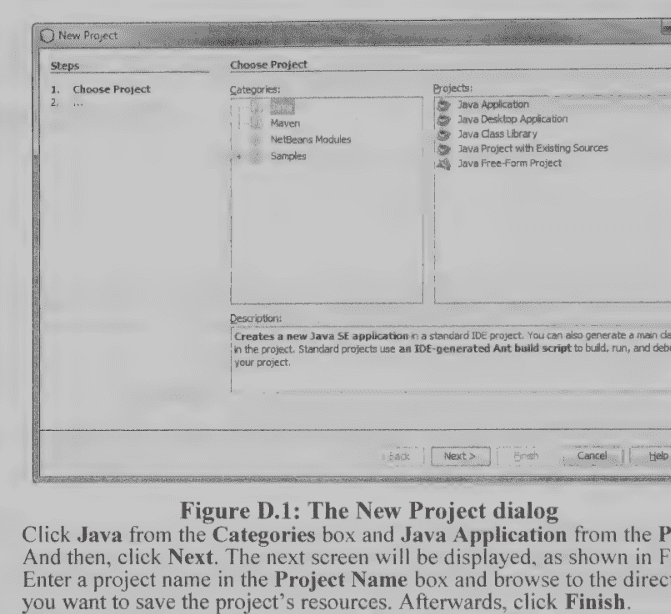 New Project
Steps
1. Choose Project
2. ...
Choose Project
Categories:
Java
Maven
NetBeans Modules
Samples
Projects:
Java Application
Java Desktop Application
Java Class Library
Java Project with Existing Sources
Java Free-Form Project
Description:
Creates a new Java SE application in a standard IDE project. You can also generate a main
in the project. Standard projects use an IDE-generated Ant build script to build, run, and
your project.
< Back Next > Finish Cancel Help
Figure D.1: The New Project dialog
Click Java from the Categories box and Java Application from the
And then, click Next. The next screen will be displayed, as shown in
Enter a project name in the Project Name box and browse to the
you want to save the project's resources. Afterwards, click Finish.